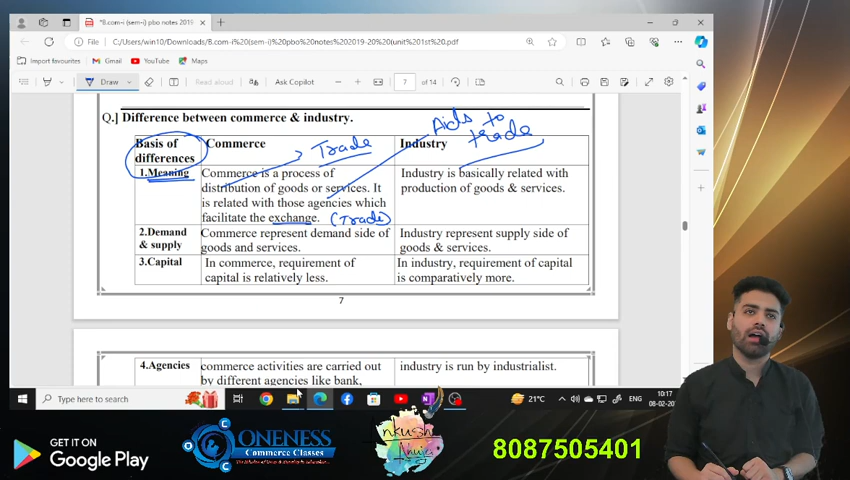 *B.com-i (sem-i) pbo notes 2019
File
C:/Users/win10/Downloads/B.com-i%20(sem-i)%20pbo%20notes%202019-20%20(unit%201st%20.pdf
Import favourites
Gmail
YouTube
Maps
Draw
Read aloud
Ask Copilot
7
of 14
Q.] Difference between commerce & industry.
Aids to
trade
Trade
Basis of
differences
Commerce
Industry
1.Meaning
Commerce is a process of
distribution of goods or services. It
is related with those agencies which
facilitate the exchange.
(Trade)
Industry is basically related with
production of goods & services.
2.Demand
& supply
Commerce represent demand side of
goods and services.
Industry represent supply side of
goods & services.
3.Capital
In commerce, requirement of
capital is relatively less.
In industry, requirement of capital
is comparatively more.
7
4.Agencies
commerce activities are carried out
by different agencies like bank,
industry is run by industrialist.
Type here to search
21°C
ENG
10:17
08-02-20
GET IT ON
Google Play
ONENESS
Commerce Classes
Ankush
Ahuja
8087505401